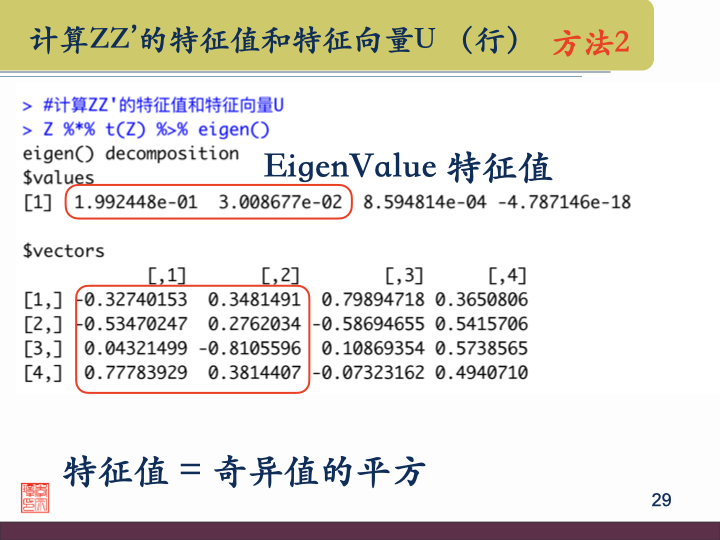 计算ZZ’的特征值和特征向量U （行） 方法2
> #计算ZZ'的特征值和特征向量U
> Z %*% t(Z) %>% eigen()
eigen() decomposition
EigenValue 特征值
$values
[1] 1.992448e-01 3.008677e-02 8.594814e-04 -4.787146e-18
$vectors
[,1] [,2] [,3] [,4]
[1,] -0.32740153 0.3481491 0.79894718 0.3650806
[2,] -0.53470247 0.2762034 -0.58694655 0.5415706
[3,] 0.04321499 -0.8105596 0.10869354 0.5738565
[4,] 0.77783929 0.3814407 -0.07323162 0.4940710
特征值 = 奇异值的平方
29